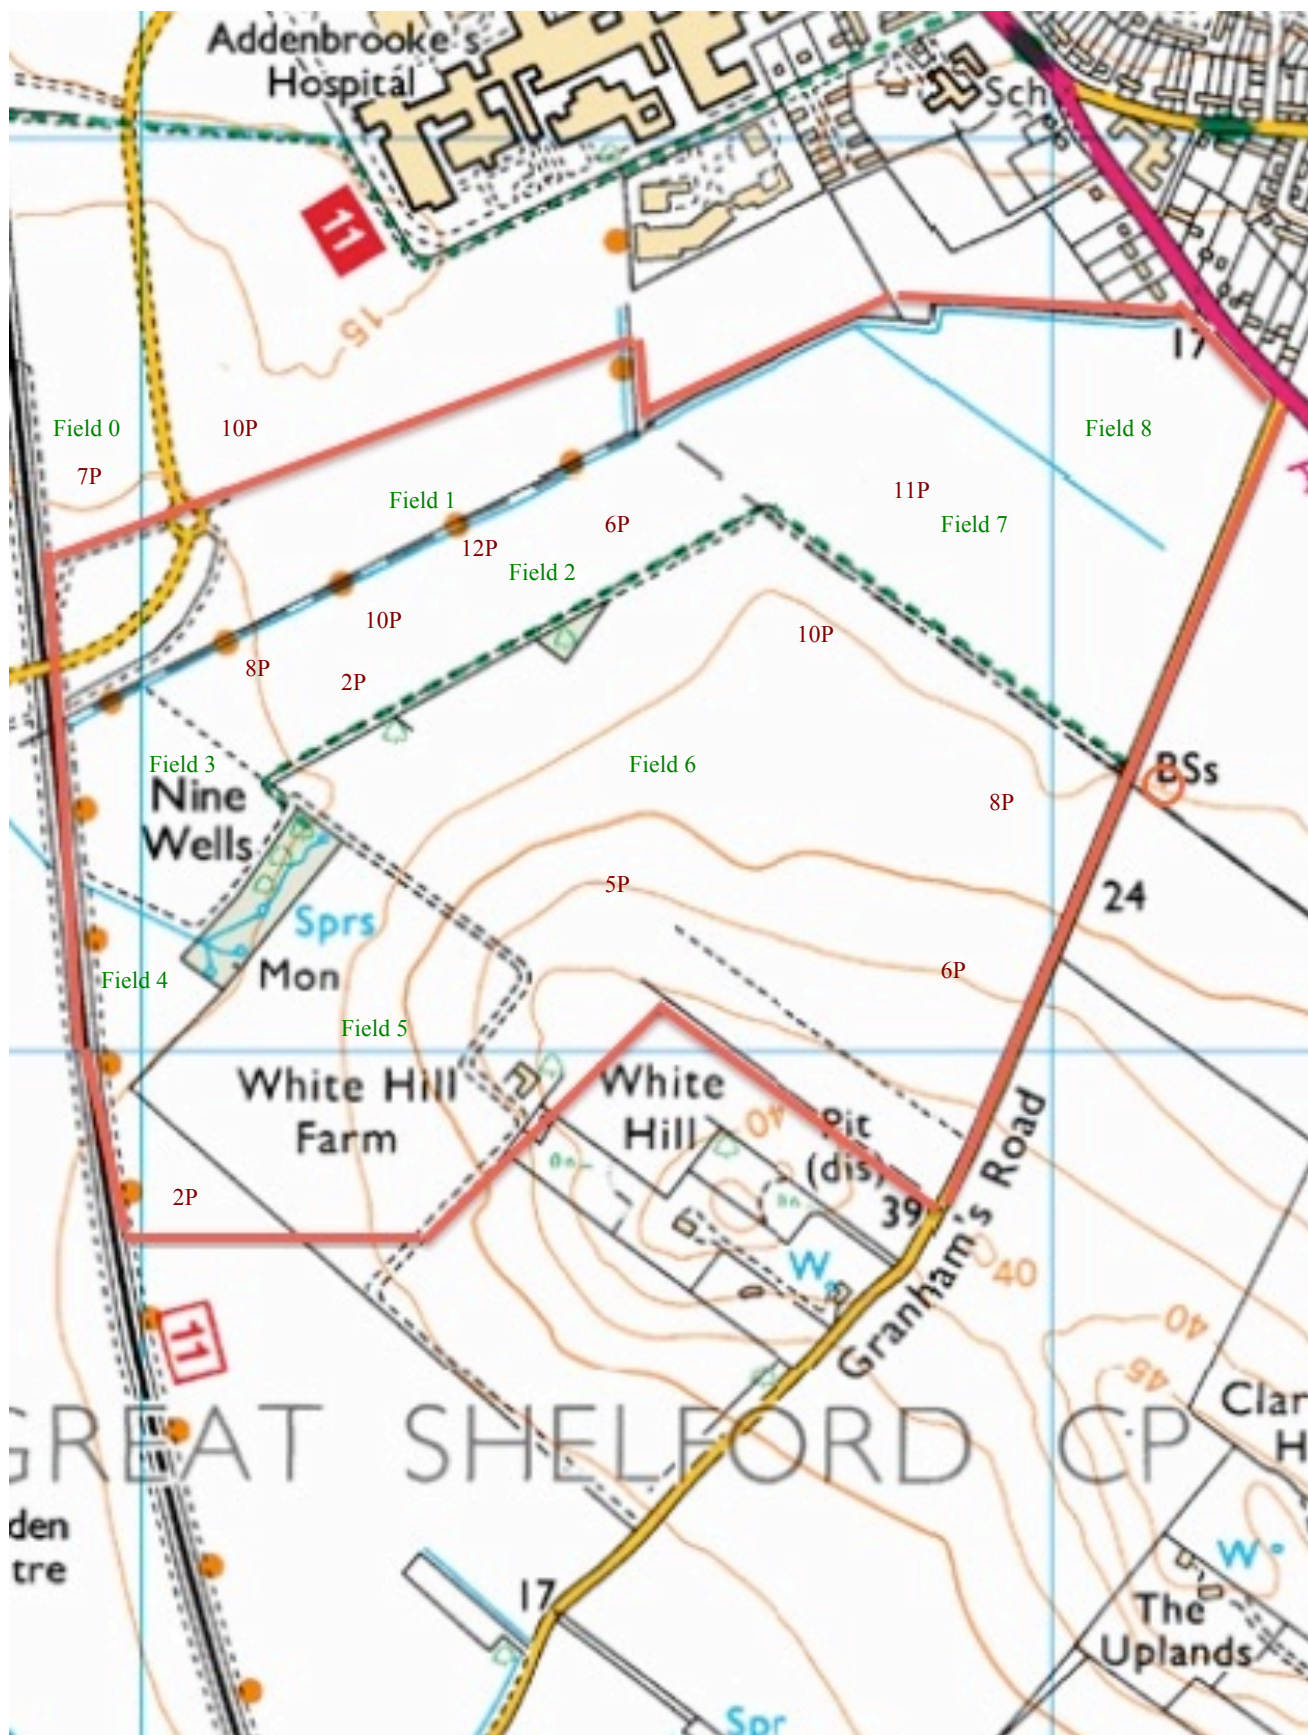 Addenbrooke's
Hospital
Sch
11
15
17
Field 0
10P
Field 8
7P
11P
Field 1
6P
Field 7
12P
Field 2
10P
10P
8P
2P
Field 3
Field 6
BSs
Nine
Wells
8P
5P
24
Sprs
6P
Field 4
Mon
Field 5
White Hill
Farm
White
Hill
40
Pit
(dis)
2P
39
Granham's Road
W
40
11
40
45
GREAT SHELFORD CP
Clar
H
den
tre
W
17
The
Uplands
Spr